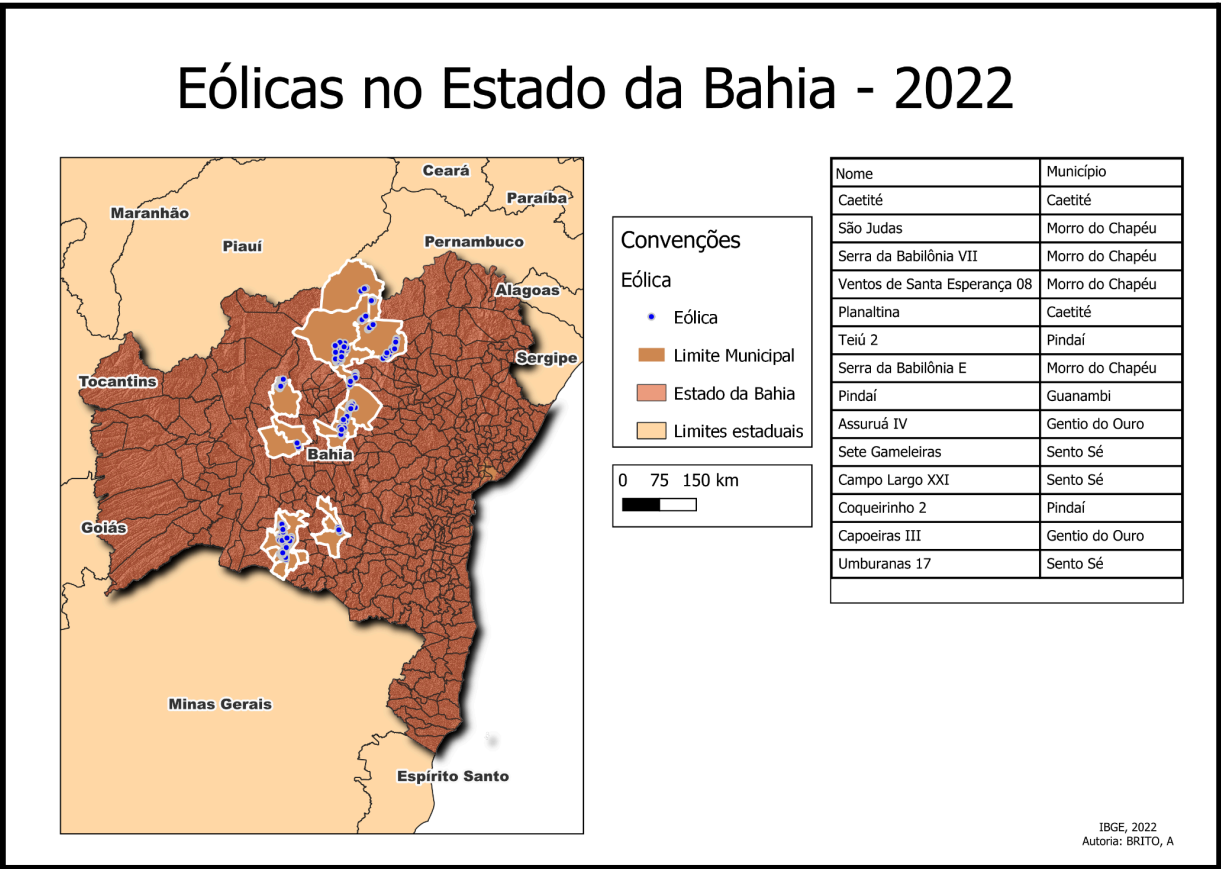 Eólicas no Estado da Bahia - 2022
Ceará
Paraíba
Maranhão
Piauí
Pernambuco
Alagoas
Sergipe
Tocantins
Bahia
Goiás
Minas Gerais
Espírito Santo
Convenções
Eólica
Eólica
Limite Municipal
Estado da Bahia
Limites estaduais
0 75 150 km
Nome Município
Caetité Caetité
São Judas Morro do Chapéu
Serra da Babilônia VII Morro do Chapéu
Ventos de Santa Esperança 08 Morro do Chapéu
Planaltina Caetité
Teiú 2 Pindaí
Serra da Babilônia E Morro do Chapéu
Pindaí Guanambi
Assuruá IV Gentio do Ouro
Sete Gameleiras Sento Sé
Campo Largo XXI Sento Sé
Coqueirinho 2 Pindaí
Capoeiras III Gentio do Ouro
Umburanas 17 Sento Sé
IBGE, 2022
Autoria: BRITO, A